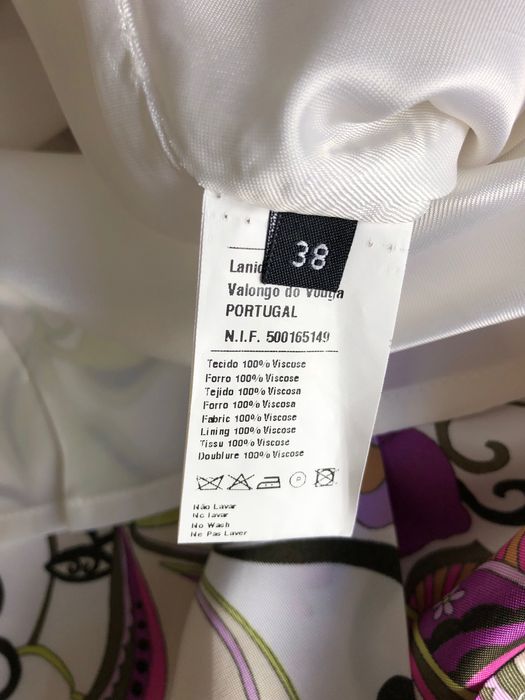 38
Valongo do Vouga
PORTUGAL
N.I.F. 500165149
Tecido 100% Viscose
Forro 100% Viscose
Tejido 100% Viscosa
Forro 100% Viscosa
Fabric 100% Viscose
Lining 100% Viscose
Tissu 100% Viscose
Doublure 100% Viscose
P
Não Lavar
No lavar
No Wash
Ne Pas Laver